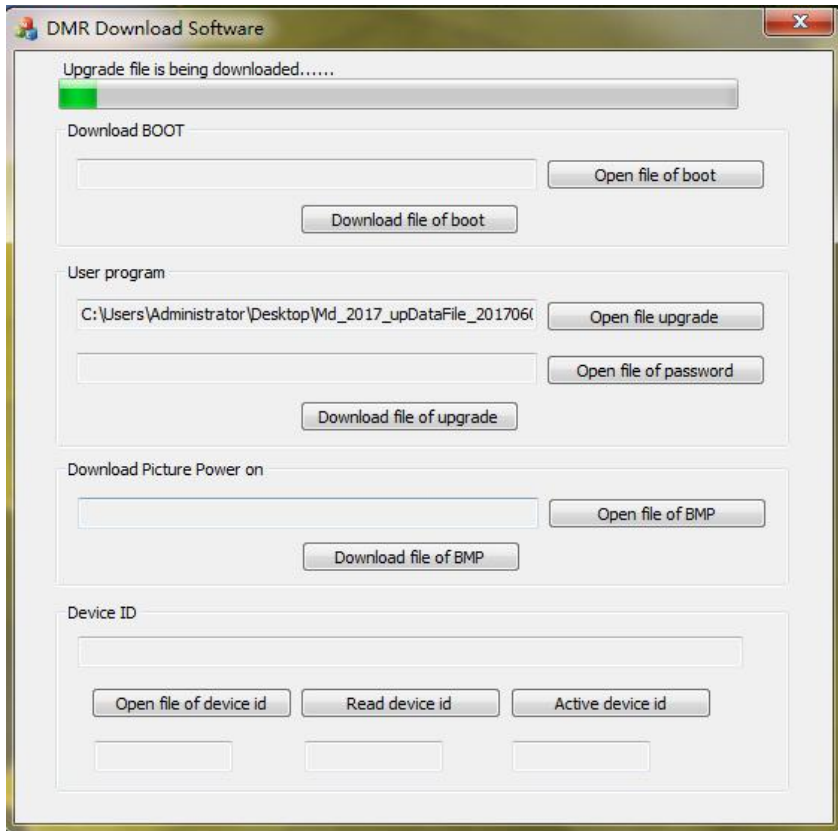 DMR Download Software
Upgrade file is being downloaded......
Download BOOT
Open file of boot
Download file of boot
User program
C:\Users\Administrator\Desktop\Md_2017_upDataFile_201706
Open file upgrade
Open file of password
Download file of upgrade
Download Picture Power on
Open file of BMP
Download file of BMP
Device ID
Open file of device id Read device id Active device id